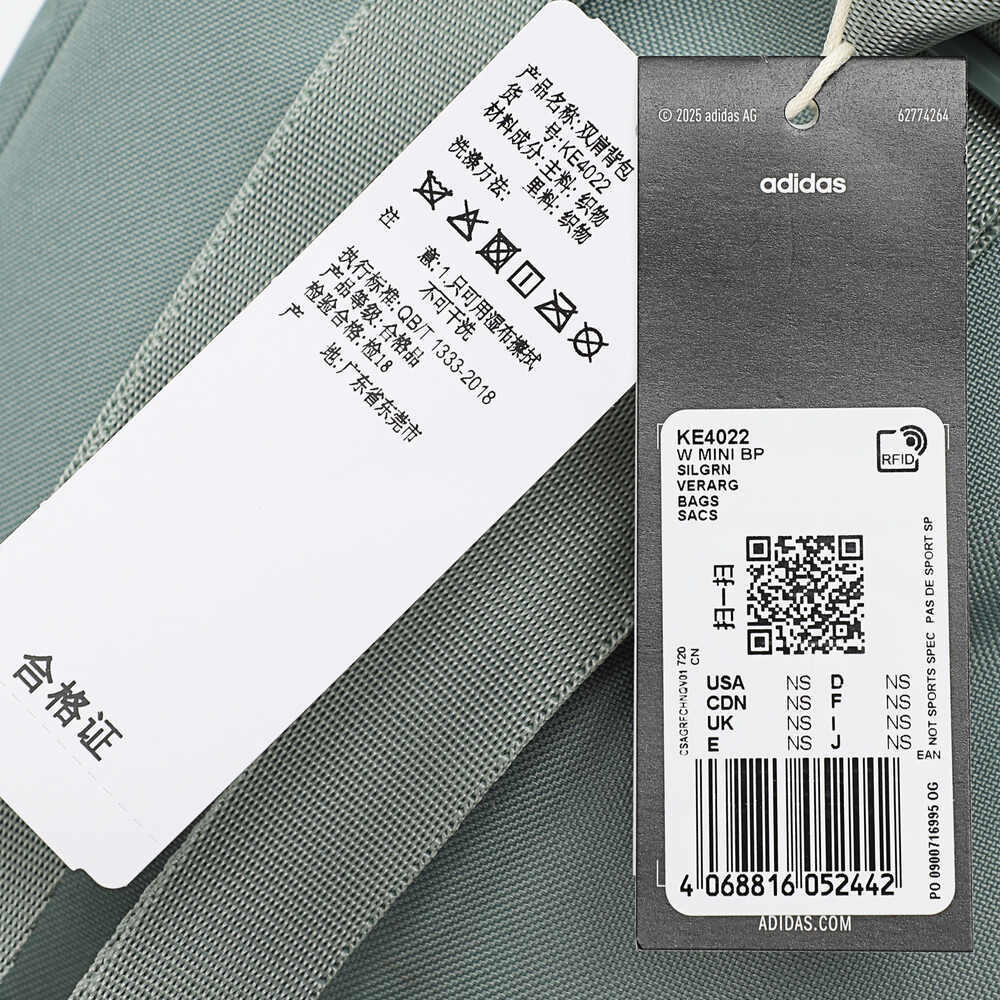 产品名称:双肩背包
货 号:KE4022
材料成分:主料:织物
里料:织物
洗涤方法:
注 意:1.只可用湿布擦拭
不可干洗
执行标准:QB/T 1333-2018
产品等级:合格品
检验合格:检18
产 地:广东省东莞市
合格证
© 2025 adidas AG
62774264
adidas
KE4022
W MINI BP
SILGRN
VERARG
BAGS
SACS
RFID
CSAGRFCHNQV01 720
CN
NOT SPORTS SPEC PAS DE SPORT SP
USA NS D NS
CDN NS F NS
UK NS I NS
E NS J NS
EAN
PO 0900716995 OG
4 068816 052442
ADIDAS.COM